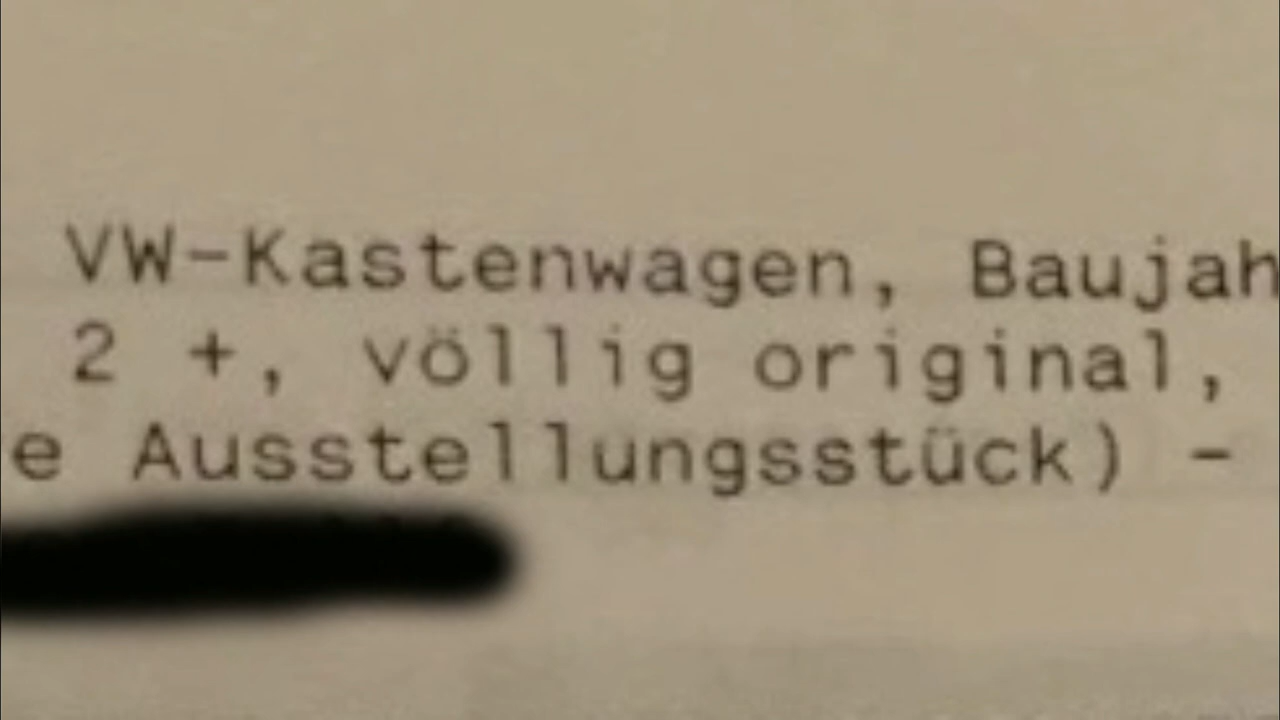 VW-Kastenwagen, Baujah
2 +, völlig original,
e Ausstellungsstück) -